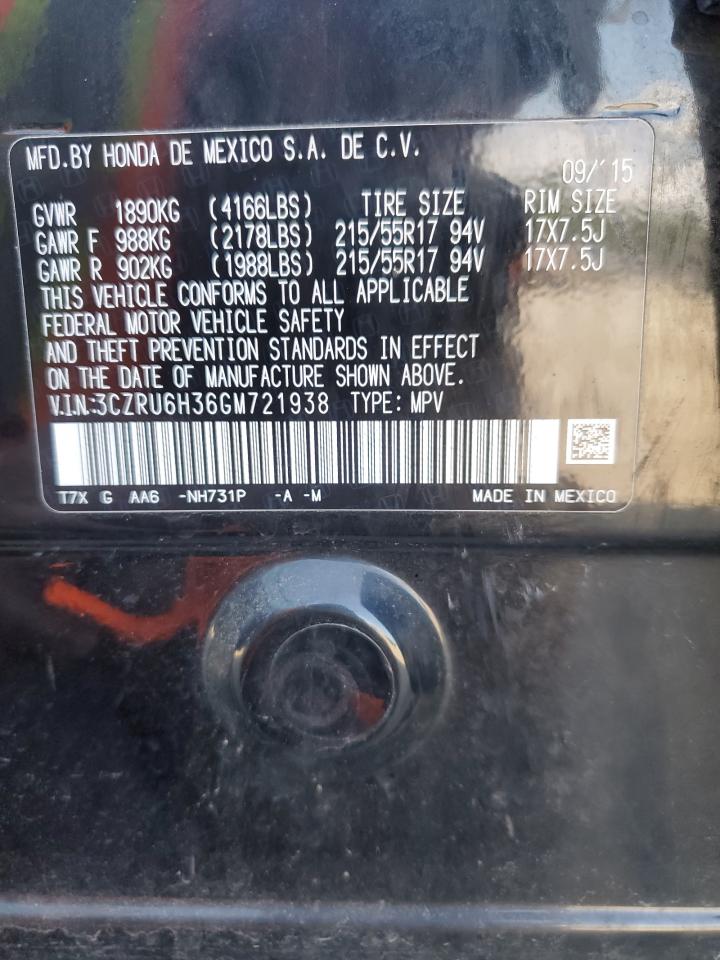 MFD.BY HONDA DE MEXICO S.A. DE C.V.
09/'15
GVWR 1890KG (4166LBS) TIRE SIZE RIM SIZE
GAWR F 988KG (2178LBS) 215/55R17 94V 17X7.5J
GAWR R 902KG (1988LBS) 215/55R17 94V 17X7.5J
THIS VEHICLE CONFORMS TO ALL APPLICABLE
FEDERAL MOTOR VEHICLE SAFETY
AND THEFT PREVENTION STANDARDS IN EFFECT
ON THE DATE OF MANUFACTURE SHOWN ABOVE.
V.I.N.:3CZRU6H36GM721938 TYPE: MPV
T7X G AA6 -NH731P -A -M MADE IN MEXICO